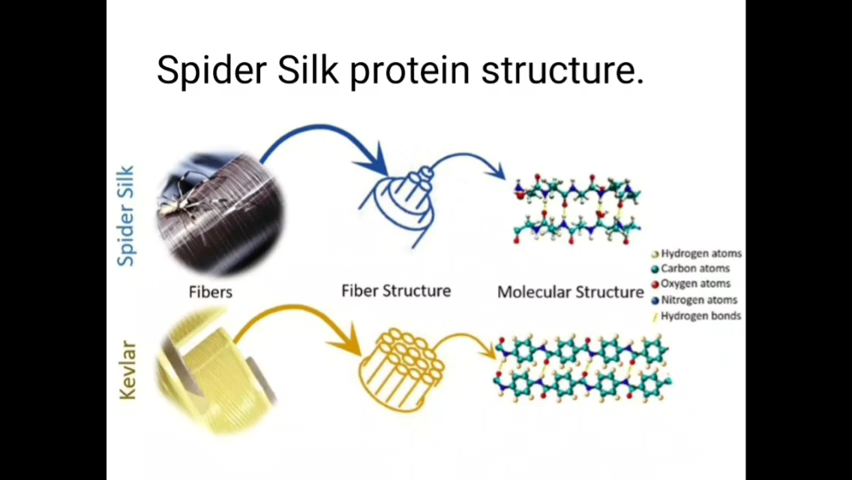 Spider Silk protein structure.
Spider Silk
Fibers
Fiber Structure
Molecular Structure
Hydrogen atoms
Carbon atoms
Oxygen atoms
Nitrogen atoms
Hydrogen bonds
Kevlar